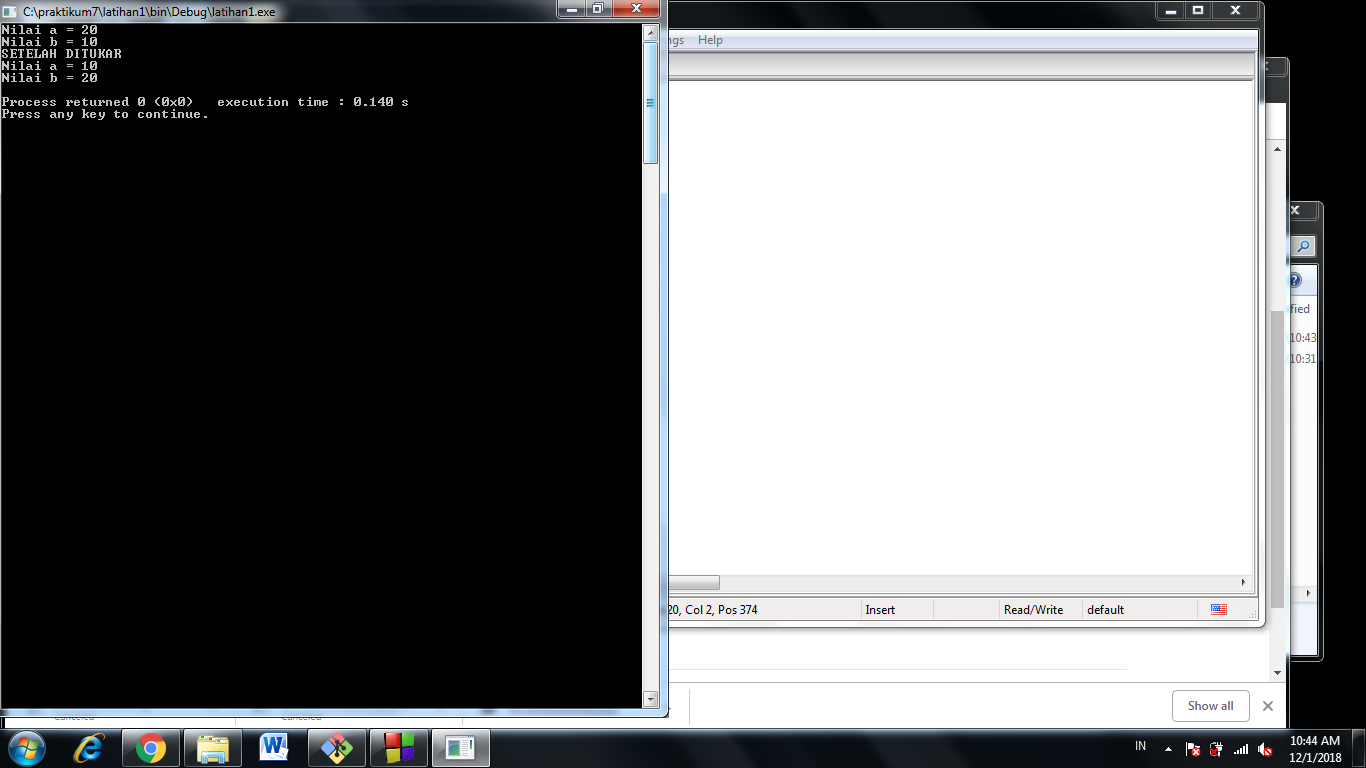 C:\praktikum7\latihan1\bin\Debug\latihan1.exe
Nilai a = 20
Nilai b = 10
SETELAH DITUKAR
Nilai a = 10
Nilai b = 20
Process returned 0 (0x0)   execution time : 0.140 s
Press any key to continue.
ngs Help
fied
10:43
10:31
20, Col 2, Pos 374
Insert
Read/Write
default
Canceled
Canceled
Show all
IN
10:44 AM
12/1/2018